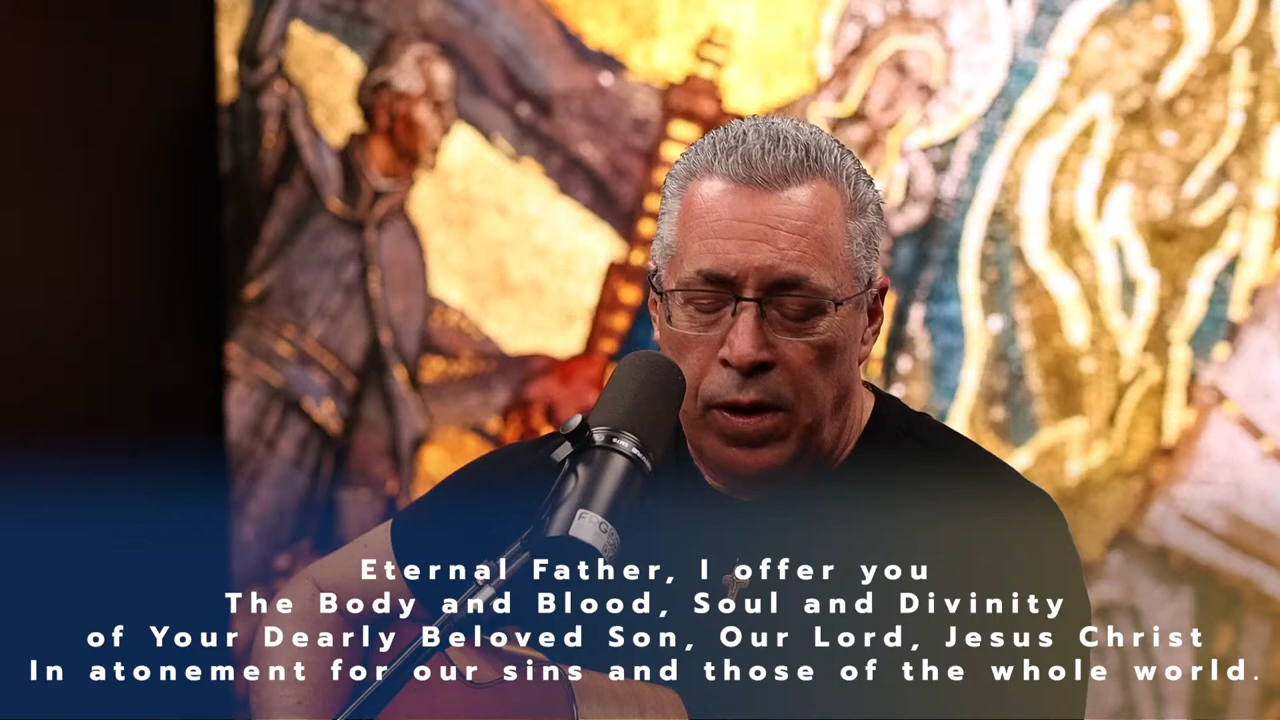 Eternal Father, I offer you
The Body and Blood, Soul and Divinity
of Your Dearly Beloved Son, Our Lord, Jesus Christ
In atonement for our sins and those of the whole world.